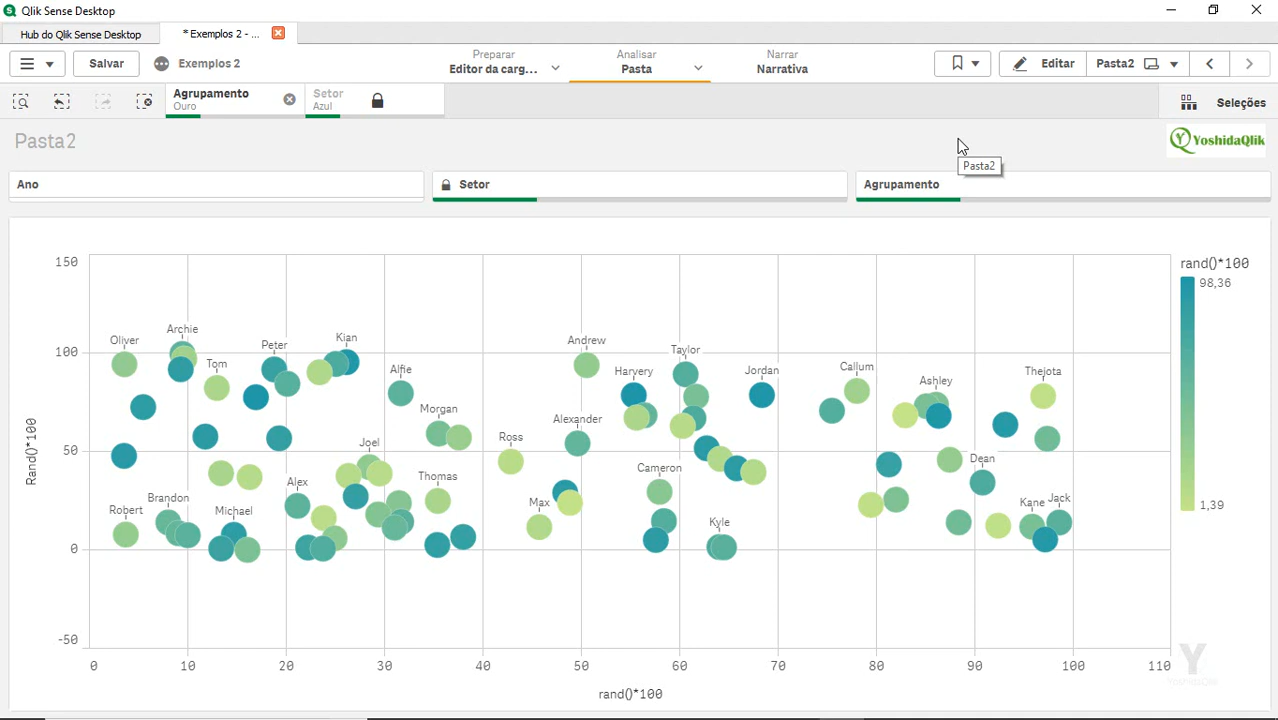 Qlik Sense Desktop
Hub do Qlik Sense Desktop
* Exemplos 2 - ...
Salvar
Exemplos 2
Preparar
Editor da carg...
Analisar
Pasta
Narrar
Narrativa
Editar
Pasta2
Agrupamento
Ouro
Setor
Azul
Seleções
Pasta2
YoshidaQlik
Pasta2
Ano
Setor
Agrupamento
rand()*100
98,36
1,39
Rand()*100
150
100
50
0
-50
Oliver
Archie
Tom
Peter
Kian
Alfie
Andrew
Taylor
Harvery
Jordan
Callum
Ashley
Thejota
Morgan
Alexander
Joel
Ross
Thomas
Cameron
Dean
Alex
Brandon
Robert
Michael
Max
Kyle
Kane
Jack
0
10
20
30
40
50
60
70
80
90
100
110
rand()*100
Y
YoshidaQlik